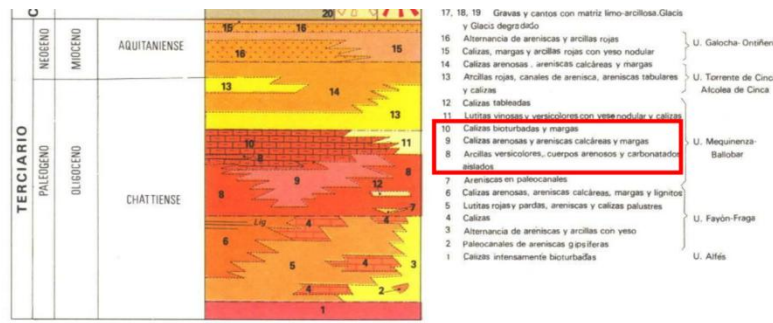 20
TERCIARIO
PALEOGENO
NEOGENO
OLIGOCENO
MIOCENO
AQUITANIENSE
CHATTIENSE
15 16
16 15
13
14
13
10
11
8
9
8
8
12
7
4
Lig
4
6
4
5
3
4
2
1
17, 18, 19 Gravas y cantos con matriz limo-arcillosa.Glacis
y Glacis degradado
16 Alternancia de areniscas y arcillas rojas
15 Calizas, margas y arcillas rojas con yeso nodular
U. Galocha-Ontiñena
14 Calizas arenosas . areniscas calcáreas y margas
13 Arcillas rojas, canales de arenisca, areniscas tabulares
y calizas
U. Torrente de Cinca
Alcolea de Cinca
12 Calizas tableadas
11 Lutitas vinosas y versicolores con yeso nodular y calizas
10 Calizas bioturbadas y margas
9 Calizas arenosas y areniscas calcáreas y margas
8 Arcillas versicolores, cuerpos arenosos y carbonatados
aislados
U. Mequinenza-
Ballobar
7 Areniscas en paleocanales
6 Calizas arenosas, areniscas calcáreas, margas y lignitos
5 Lutitas rojas y pardas, areniscas y calizas palustres
4 Calizas
3 Alternancia de areniscas y arcillas con yeso
2 Paleocanales de areniscas gipsíferas
U. Fayón-Fraga
1 Calizas intensamente bioturbadas
U. Alfés